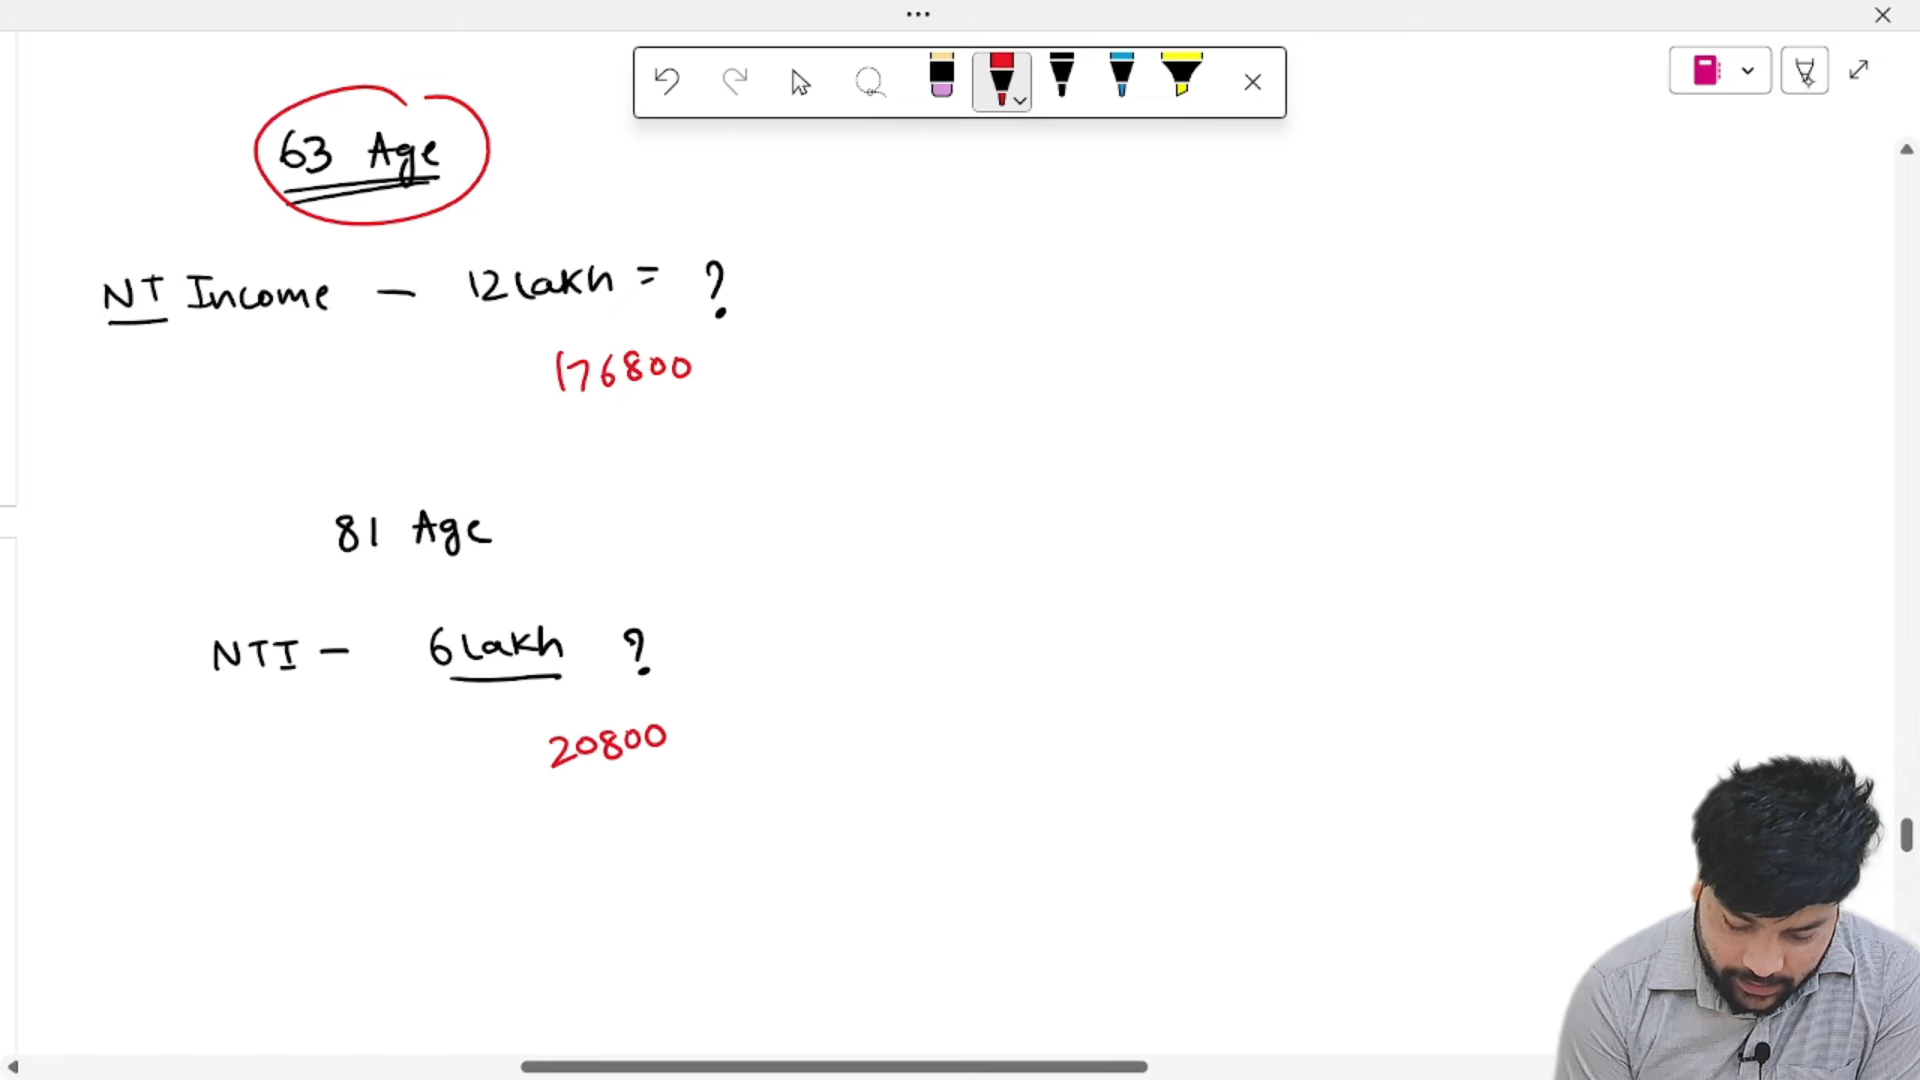 63 Age
NT Income - 12 Lakh = ?
176800
81 Age
NTI - 6 Lakh ?
20800